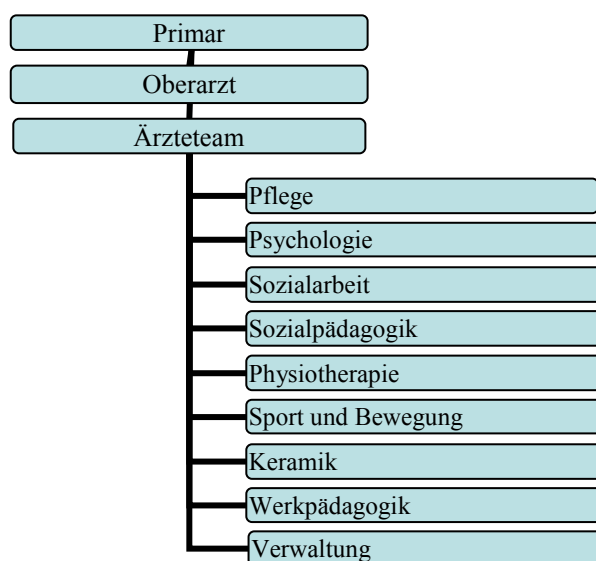 Primar
Oberarzt
Ärzteteam
Pflege
Psychologie
Sozialarbeit
Sozialpädagogik
Physiotherapie
Sport und Bewegung
Keramik
Werkpädagogik
Verwaltung